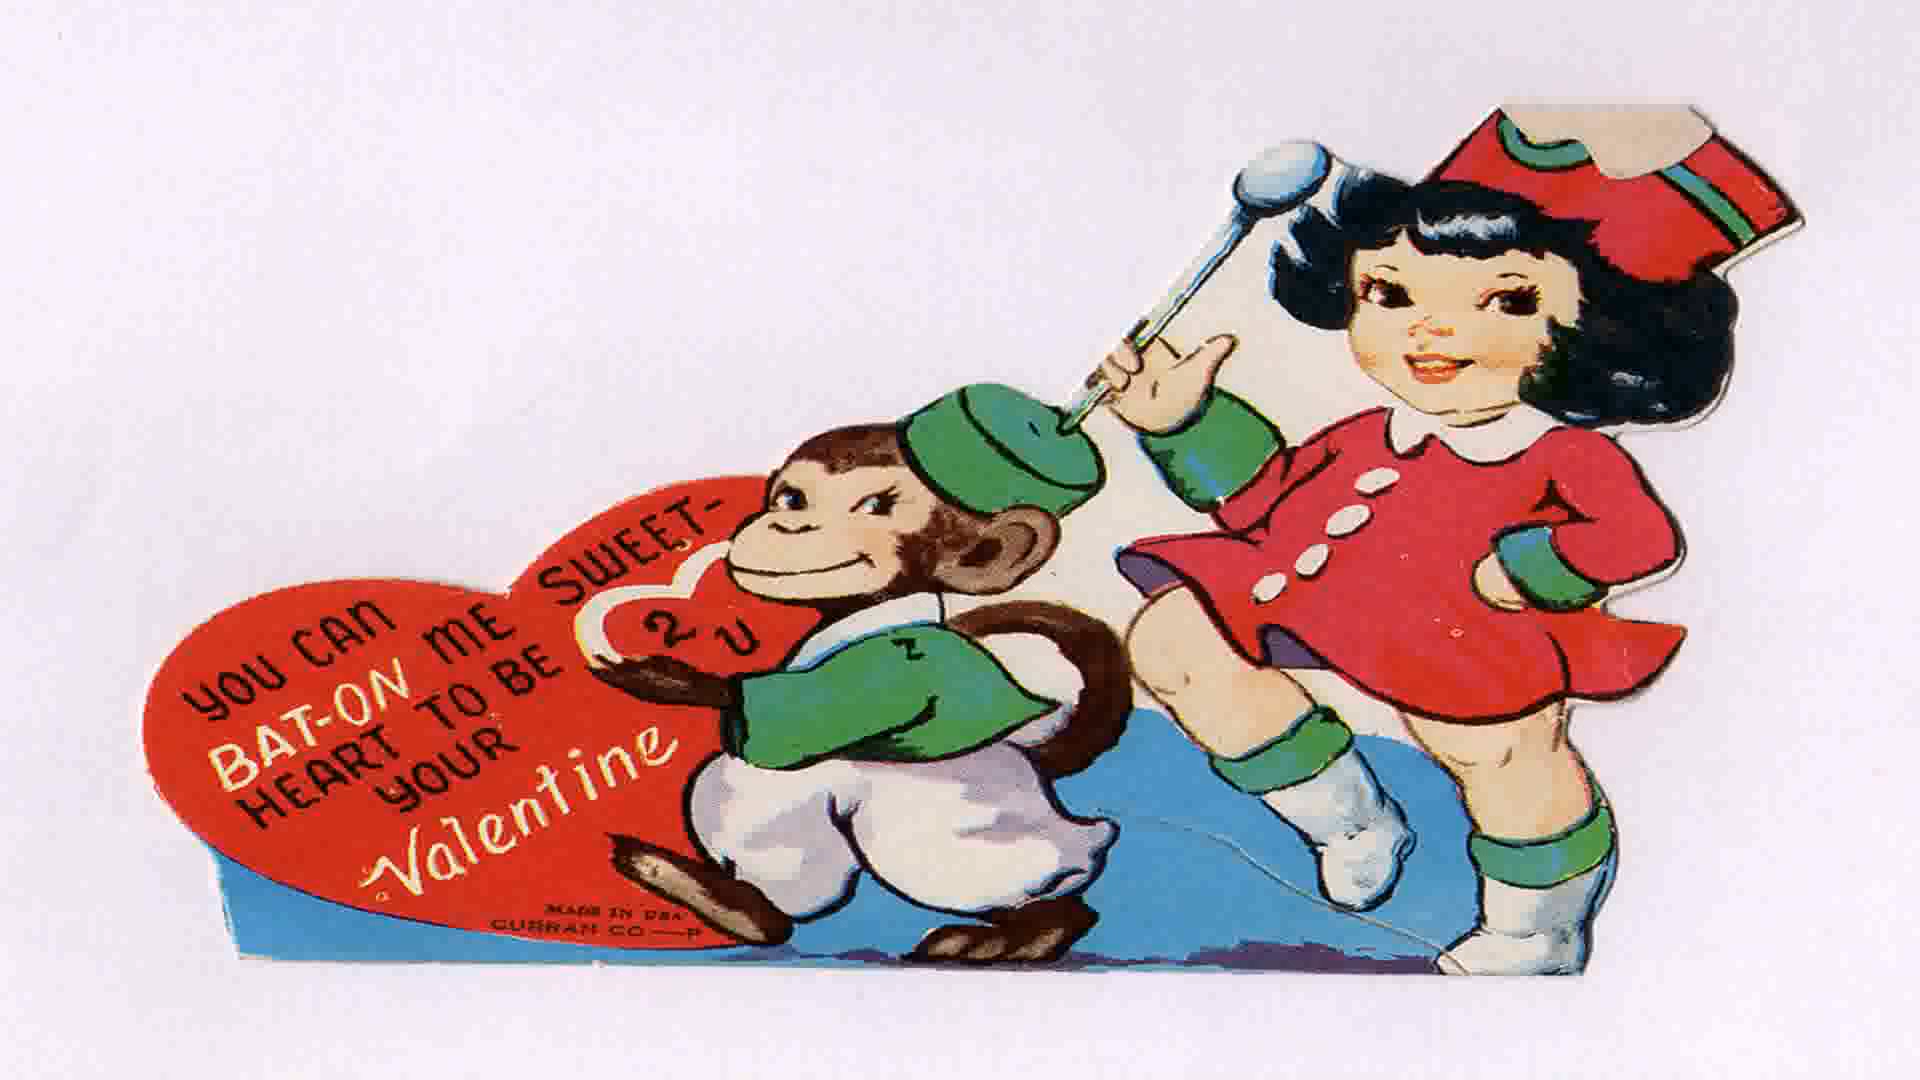 YOU CAN
BAT-ON ME SWEET-
HEART TO BE
YOUR
Valentine
2 U
MADE IN USA
CURRAN CO — P